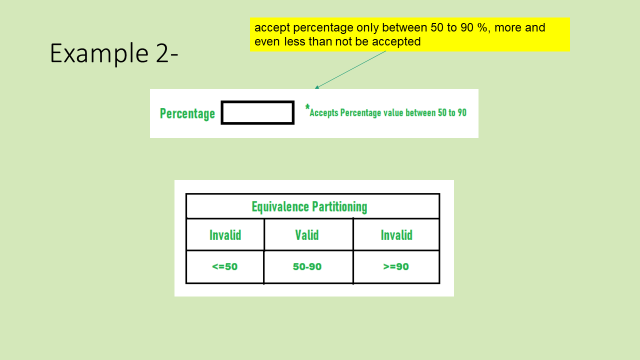 accept percentage only between 50 to 90 %, more and
even less than not be accepted
Example 2-
Percentage
*Accepts Percentage value between 50 to 90
Equivalence Partitioning
Invalid Valid Invalid
<=50 50-90 >=90